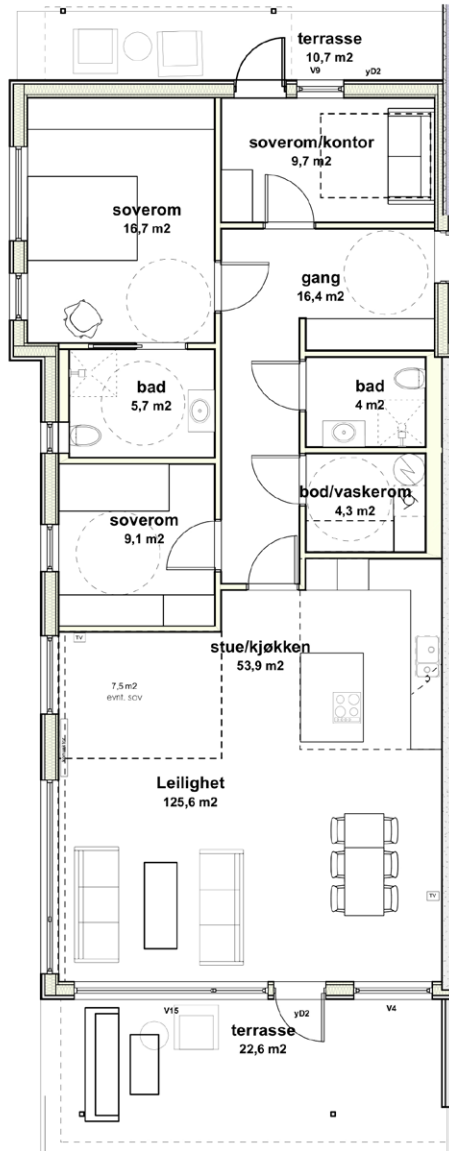 terrasse
10,7 m2
V9
yD2
soverom/kontor
9,7 m2
soverom
16,7 m2
gang
16,4 m2
bad
5,7 m2
bad
4 m2
bod/vaskerom
4,3 m2
soverom
9,1 m2
stue/kjøkken
53,9 m2
TV
7,5 m2
evnt. sov
Leilighet
125,6 m2
TV
V15
yD2
V4
terrasse
22,6 m2